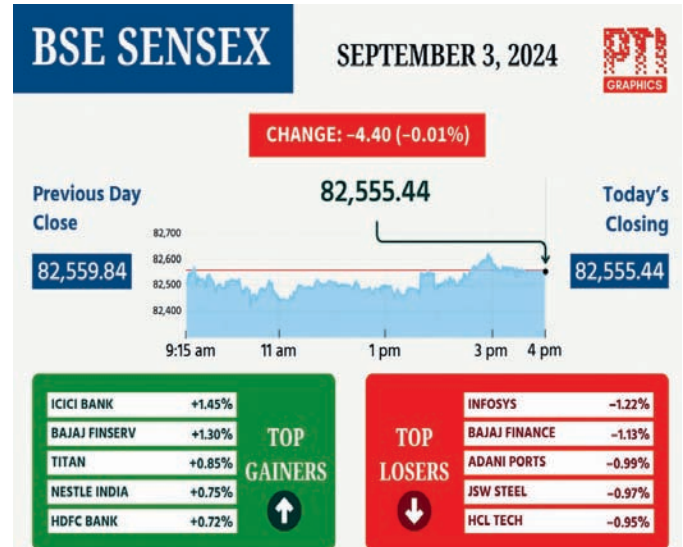 BSE SENSEX
SEPTEMBER 3, 2024
PTI
GRAPHICS
CHANGE: –4.40 (–0.01%)
Previous Day
Close
82,559.84
82,555.44
Today's
Closing
82,555.44
82,700
82,600
82,500
82,400
9:15 am
11 am
1 pm
3 pm
4 pm
ICICI BANK +1.45%
BAJAJ FINSERV +1.30%
TITAN +0.85%
NESTLE INDIA +0.75%
HDFC BANK +0.72%
TOP
GAINERS
TOP
LOSERS
INFOSYS –1.22%
BAJAJ FINANCE –1.13%
ADANI PORTS –0.99%
JSW STEEL –0.97%
HCL TECH –0.95%